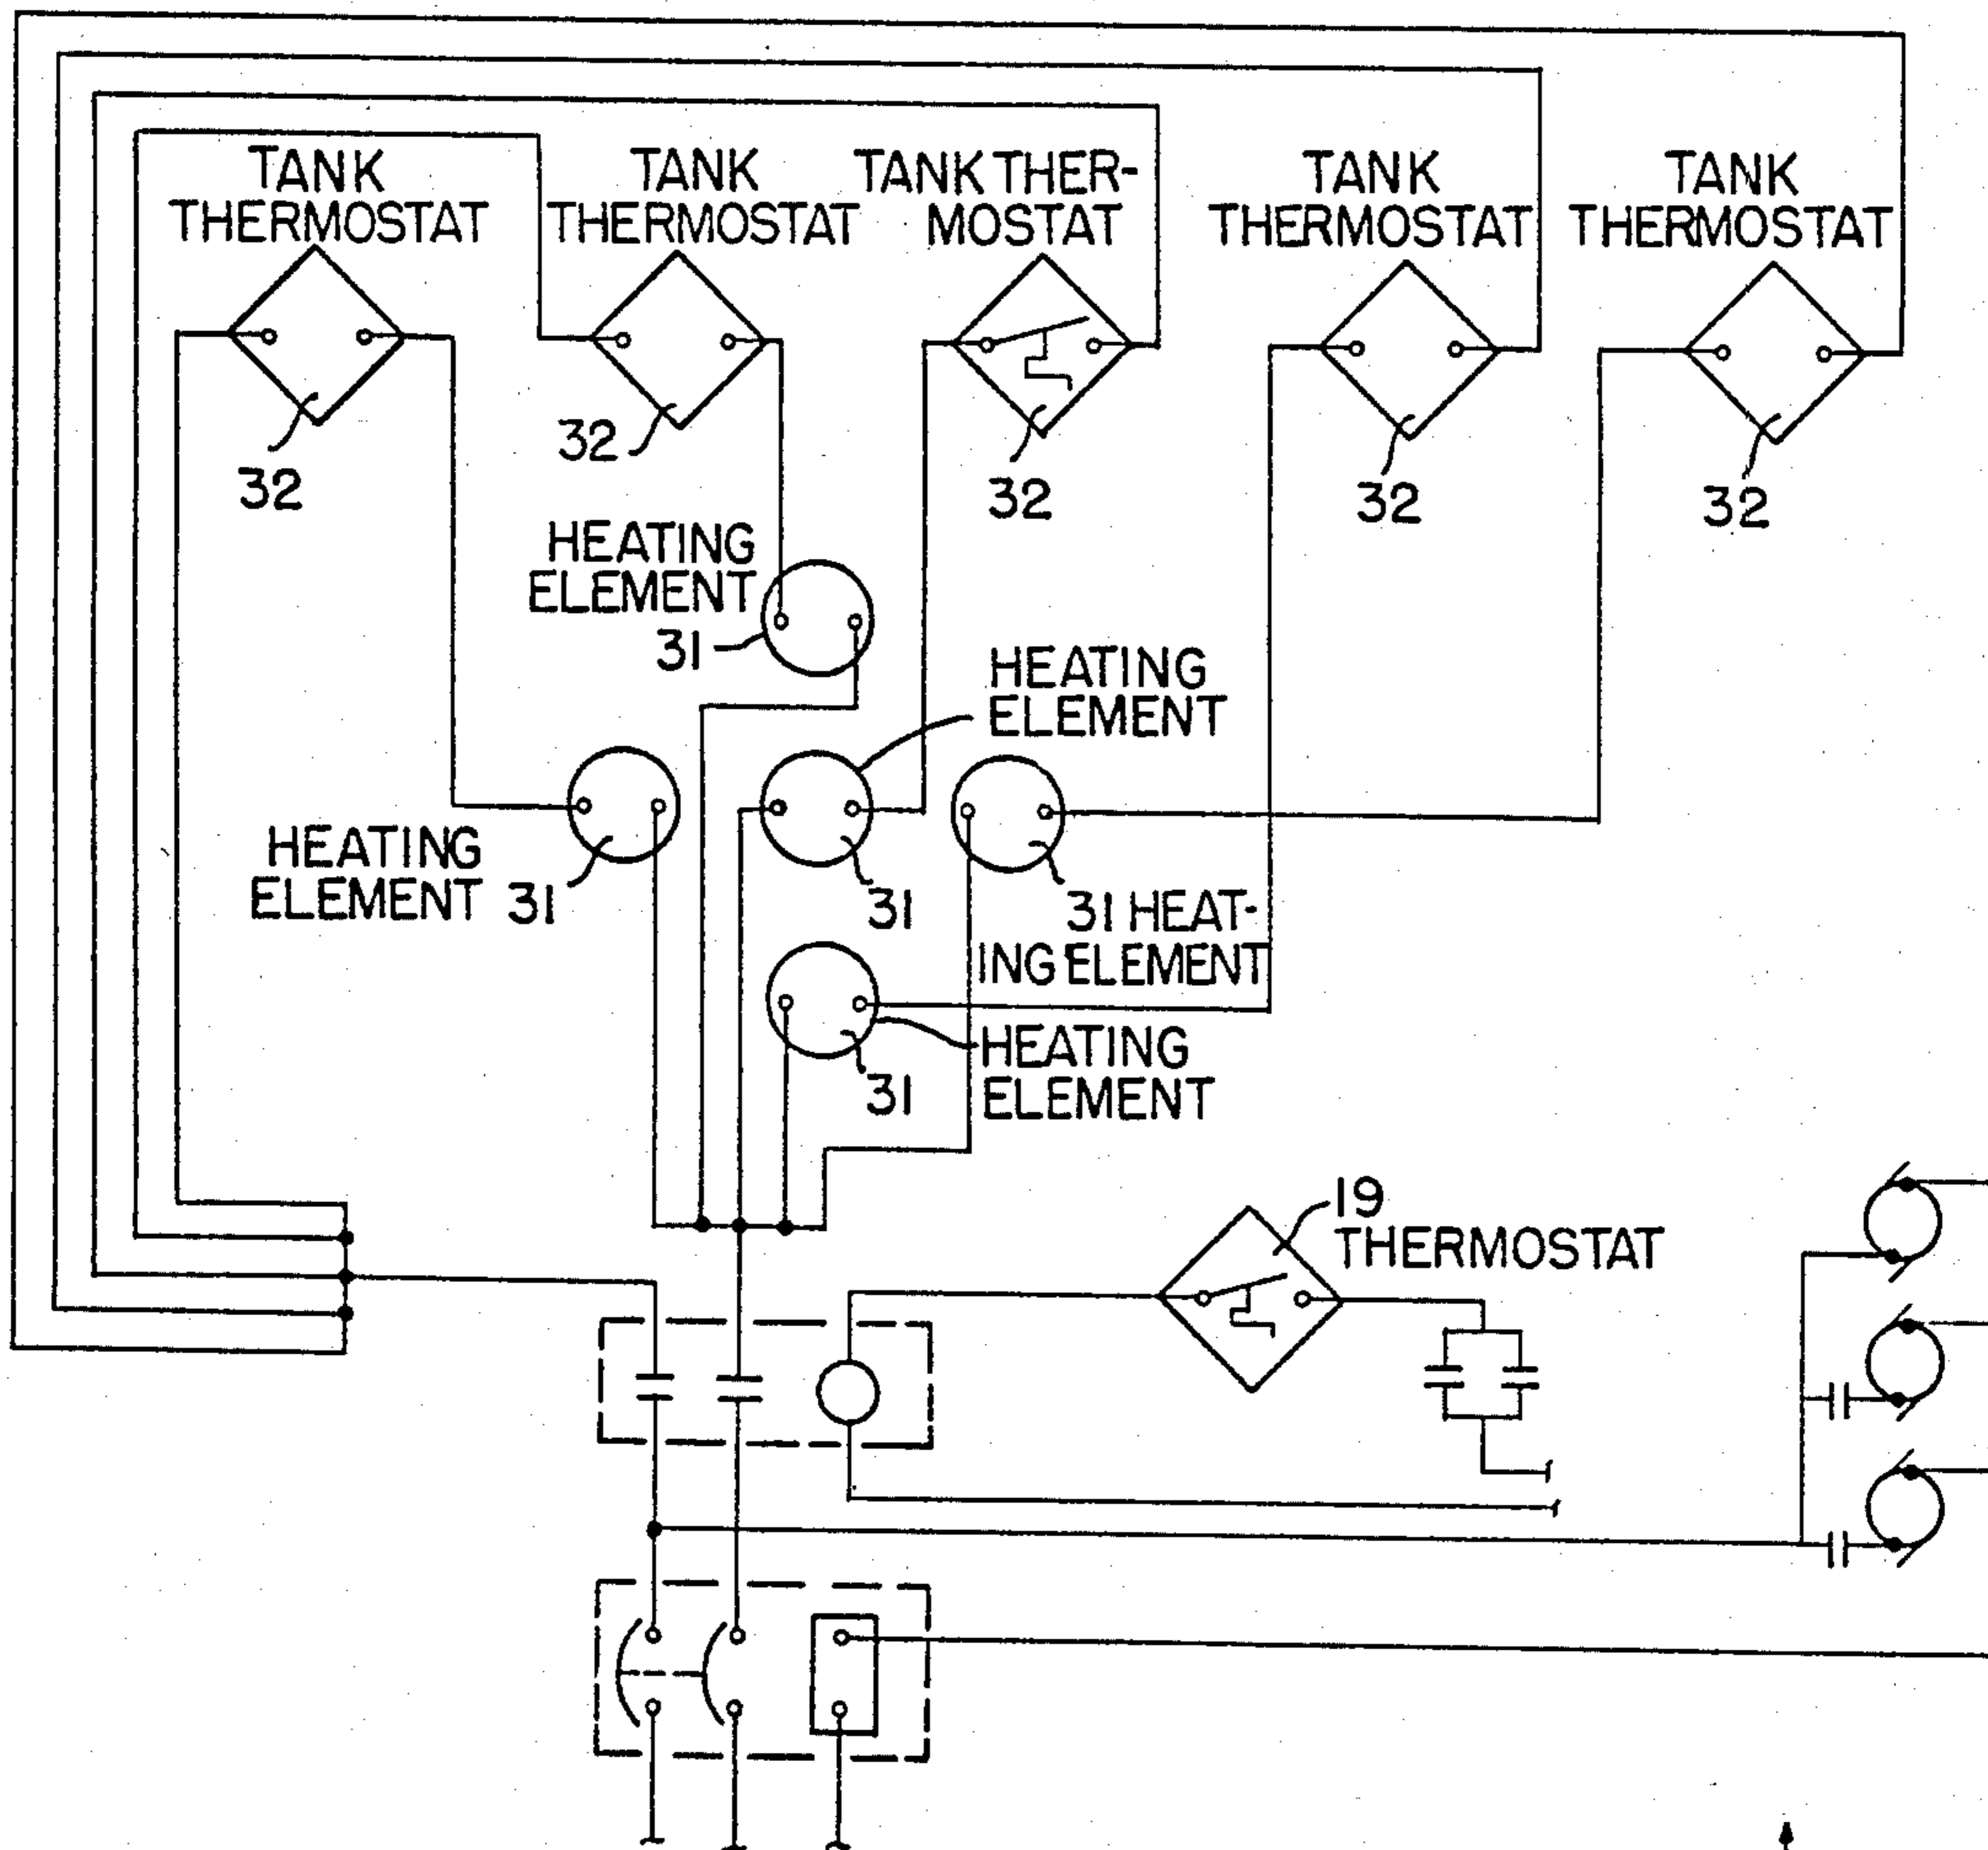 TANK
THERMOSTAT
TANK
THERMOSTAT
TANK THER-
MOSTAT
TANK
THERMOSTAT
TANK
THERMOSTAT
32
32
32
32
32
HEATING
ELEMENT
31
HEATING
ELEMENT
HEATING
ELEMENT 31
31
31 HEAT-
ING ELEMENT
HEATING
ELEMENT
31
19
THERMOSTAT